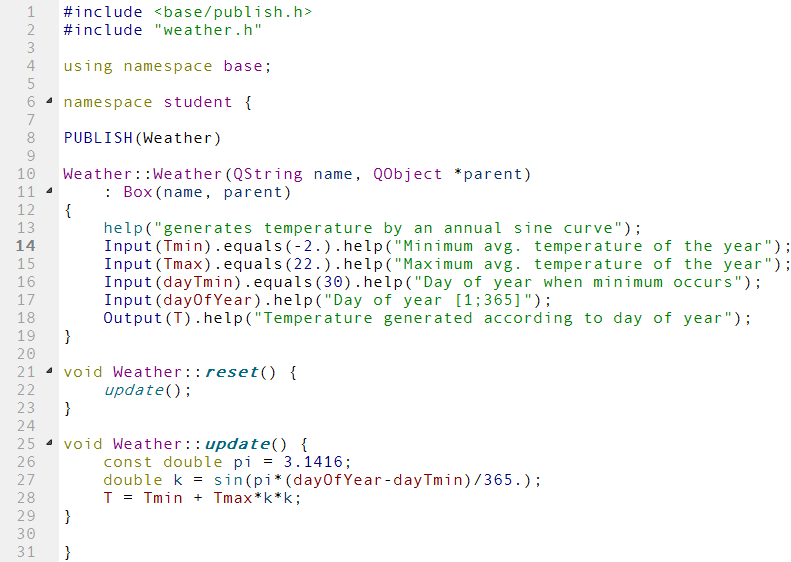 1 #include <base/publish.h>
2 #include "weather.h"
3
4 using namespace base;
5
6 namespace student {
7
8 PUBLISH(Weather)
9
10 Weather::Weather(QString name, QObject *parent)
11     : Box(name, parent)
12 {
13     help("generates temperature by an annual sine curve");
14     Input(Tmin).equals(-2.).help("Minimum avg. temperature of the year");
15     Input(Tmax).equals(22.).help("Maximum avg. temperature of the year");
16     Input(dayTmin).equals(30).help("Day of year when minimum occurs");
17     Input(dayOfYear).help("Day of year [1;365]");
18     Output(T).help("Temperature generated according to day of year");
19 }
20
21 void Weather::reset() {
22     update();
23 }
24
25 void Weather::update() {
26     const double pi = 3.1416;
27     double k = sin(pi*(dayOfYear-dayTmin)/365.);
28     T = Tmin + Tmax*k*k;
29 }
30
31 }